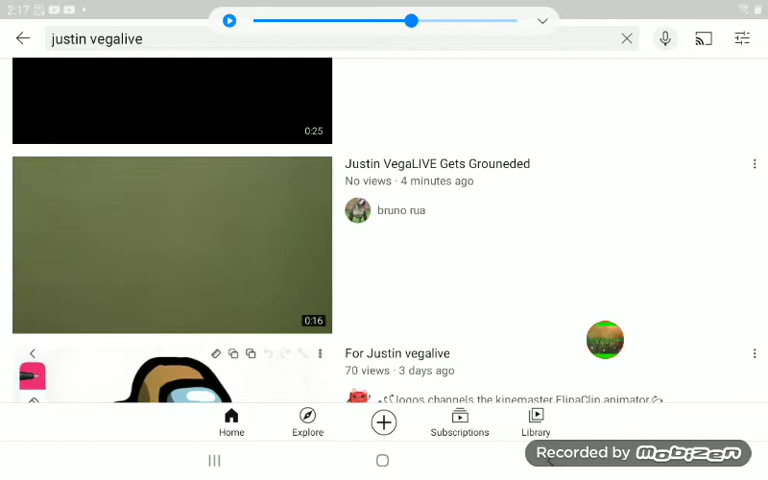 2:17
justin vegalive
0:25
Justin VegaLIVE Gets Grouneded
No views · 4 minutes ago
bruno rua
0:16
For Justin vegalive
70 views · 3 days ago
logos channels the kinemaster FlipaClip animator
Home
Explore
Subscriptions
Library
Recorded by Mobizen